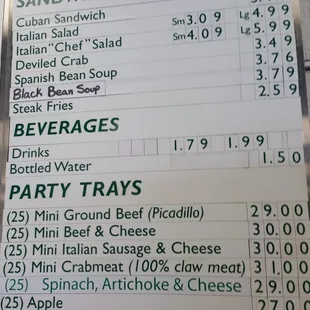 Cuban Sandwich
Italian Salad Sm 3.09 Lg 4.99
Italian "Chef" Salad Sm 4.09 Lg 5.99
Deviled Crab 3.49
Spanish Bean Soup 3.76
Black Bean Soup 3.79
Steak Fries 2.59
BEVERAGES
Drinks 1.79 1.99
Bottled Water 1.50
PARTY TRAYS
(25) Mini Ground Beef (Picadillo) 29.00
(25) Mini Beef & Cheese 30.00
(25) Mini Italian Sausage & Cheese 30.00
(25) Mini Crabmeat (100% claw meat) 31.00
(25) Spinach, Artichoke & Cheese 29.00
(25) Apple 27.00